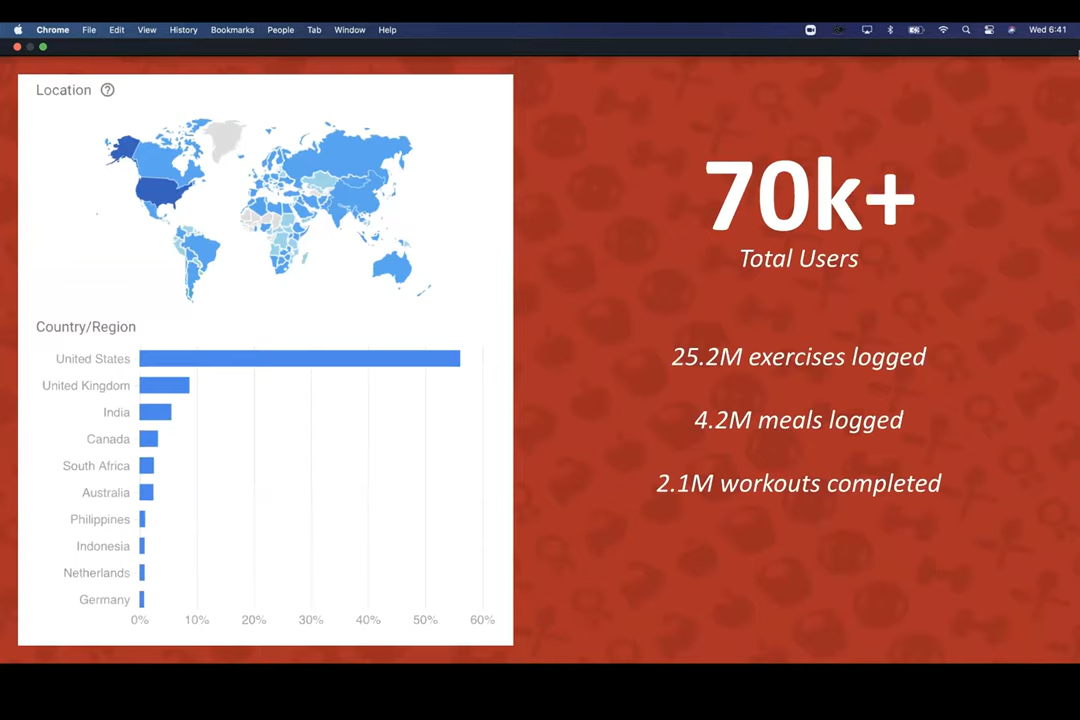 Chrome File Edit View History Bookmarks People Tab Window Help Wed 6:41
Location
70k+
Total Users
Country/Region
United States
United Kingdom
India
Canada
South Africa
Australia
Philippines
Indonesia
Netherlands
Germany
0% 10% 20% 30% 40% 50% 60%
25.2M exercises logged
4.2M meals logged
2.1M workouts completed